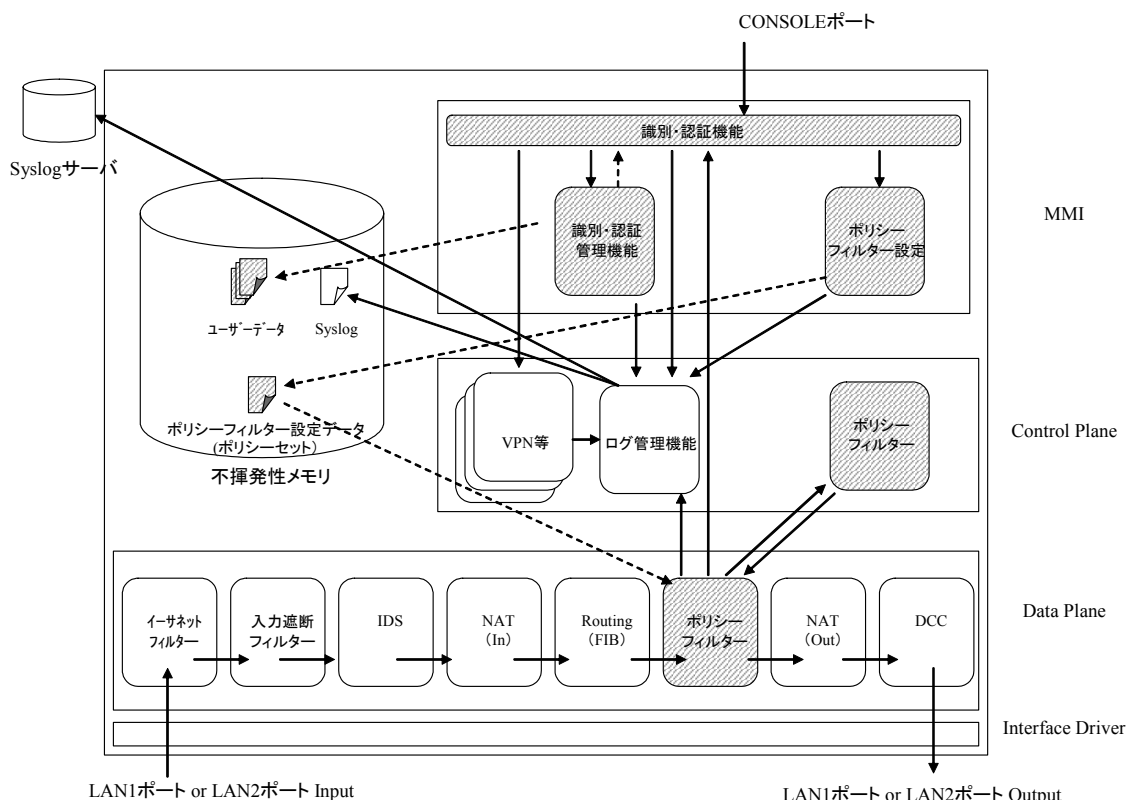 CONSOLEポート
識別・認証機能
Syslogサーバ
識別・認証
管理機能
ポリシー
フィルター設定
MMI
ユーザーデータ
Syslog
ポリシーフィルター設定データ
(ポリシーセット)
不揮発性メモリ
VPN等
ログ管理機能
ポリシー
フィルター
Control Plane
イーサネット
フィルター
入力遮断
フィルター
IDS
NAT
(In)
Routing
(FIB)
ポリシー
フィルター
NAT
(Out)
DCC
Data Plane
Interface Driver
LAN1ポート or LAN2ポート Input
LAN1ポート or LAN2ポート Output